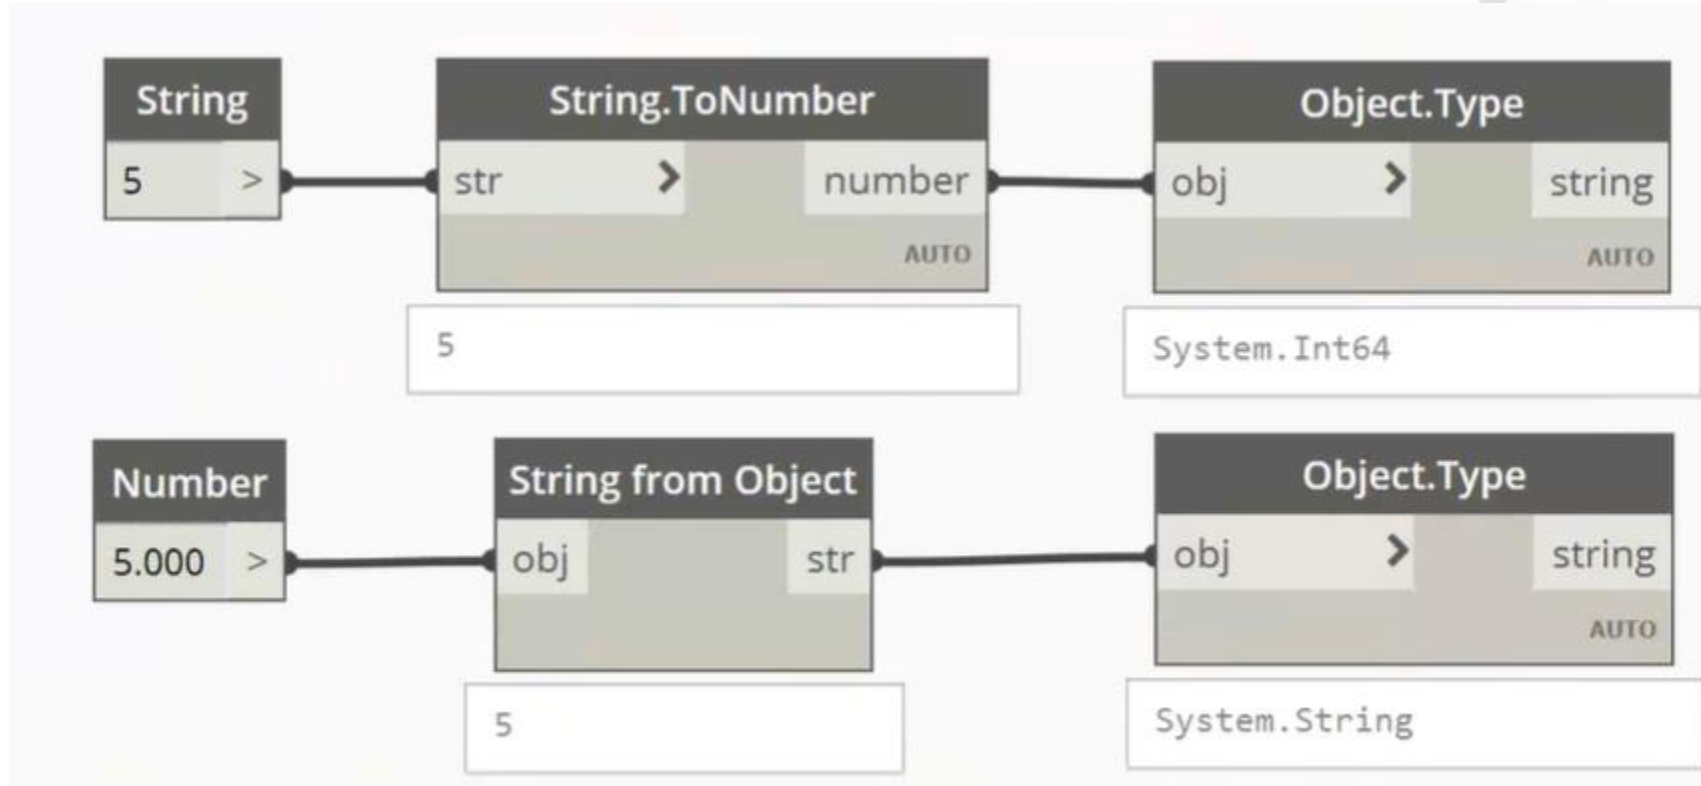 String
String.ToNumber
Object.Type
5 >
str
number
obj
string
AUTO
AUTO
5
System.Int64
Number
String from Object
Object.Type
5.000 >
obj
str
obj
string
AUTO
5
System.String